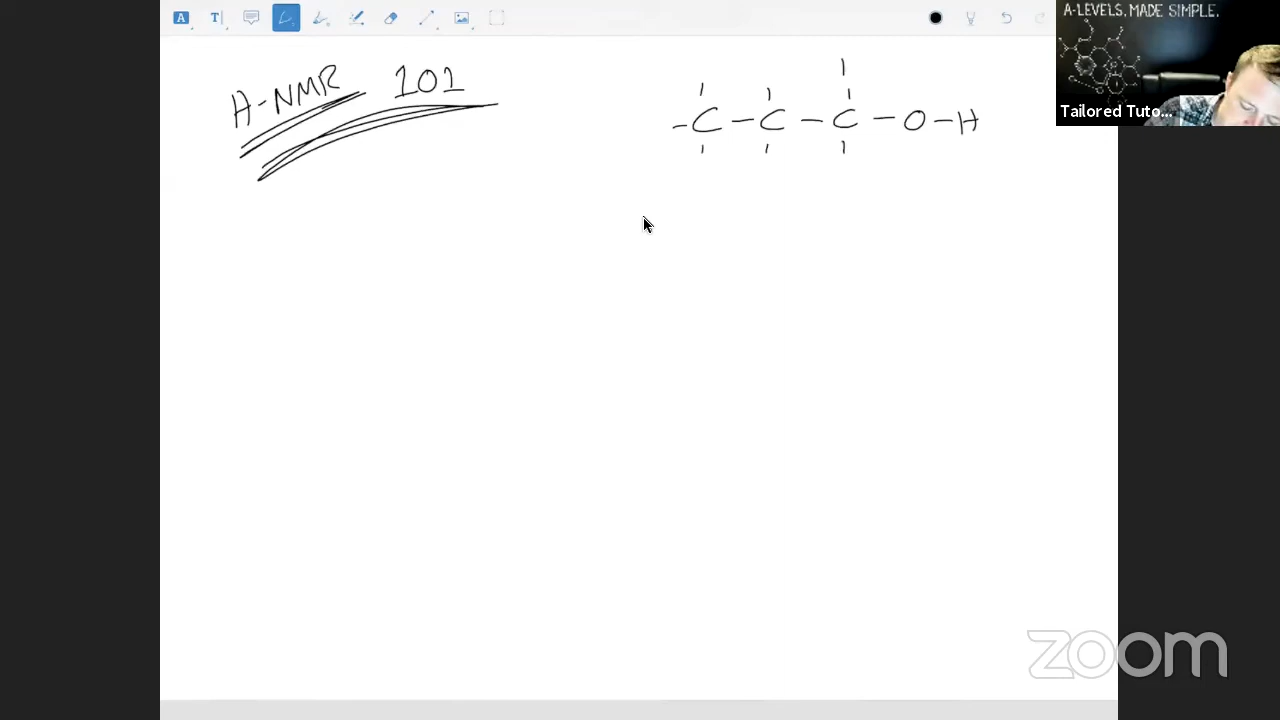 A-LEVELS. MADE SIMPLE.
A
T
H-NMR 101
-C-C-C-O-H
Tailored Tuto...
zoom